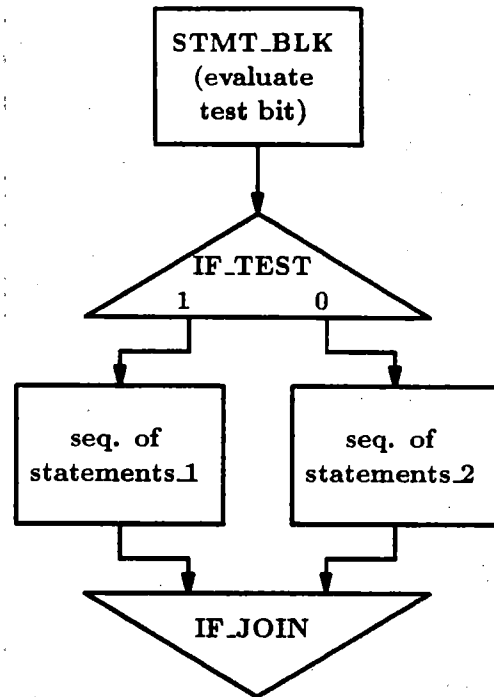 STMT_BLK
(evaluate
test bit)
IF_TEST
1 0
seq. of
statements_1
seq. of
statements_2
IF_JOIN